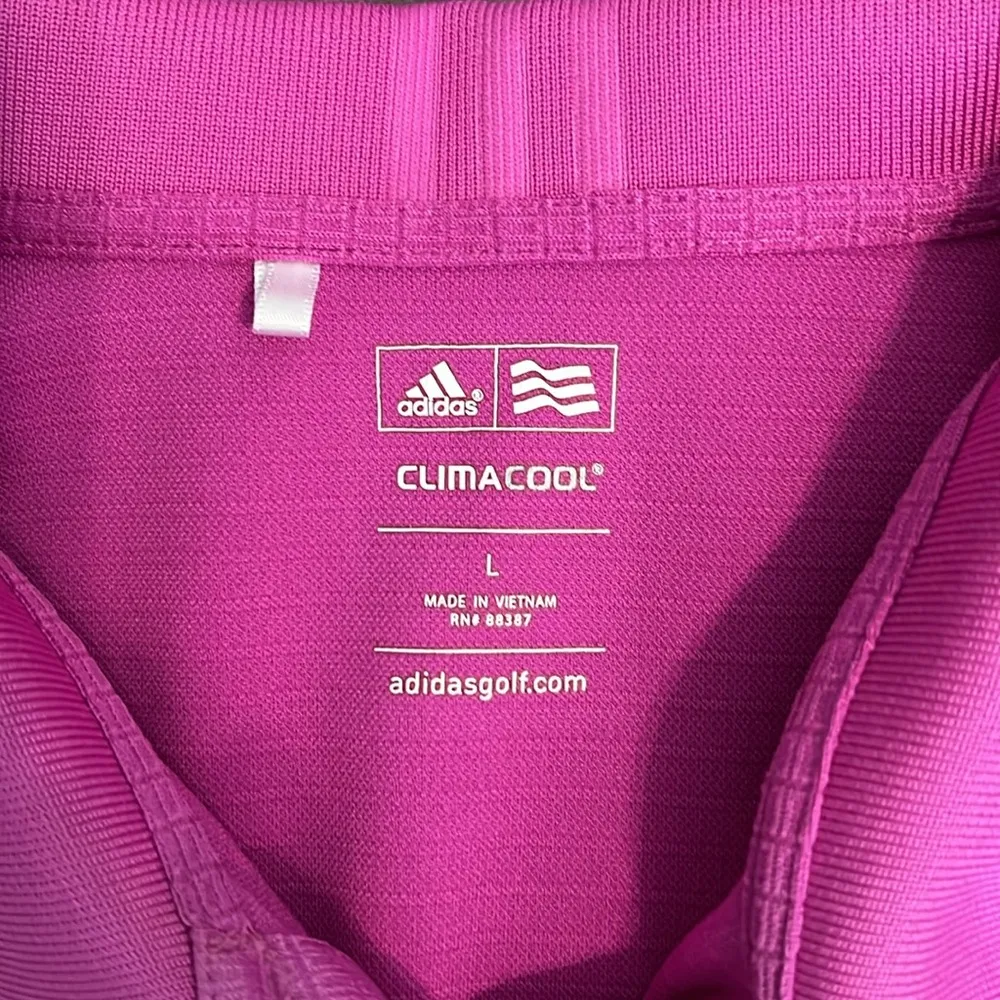 adidas®
CLIMACOOL®
L
MADE IN VIETNAM
RN# 88387
adidasgolf.com